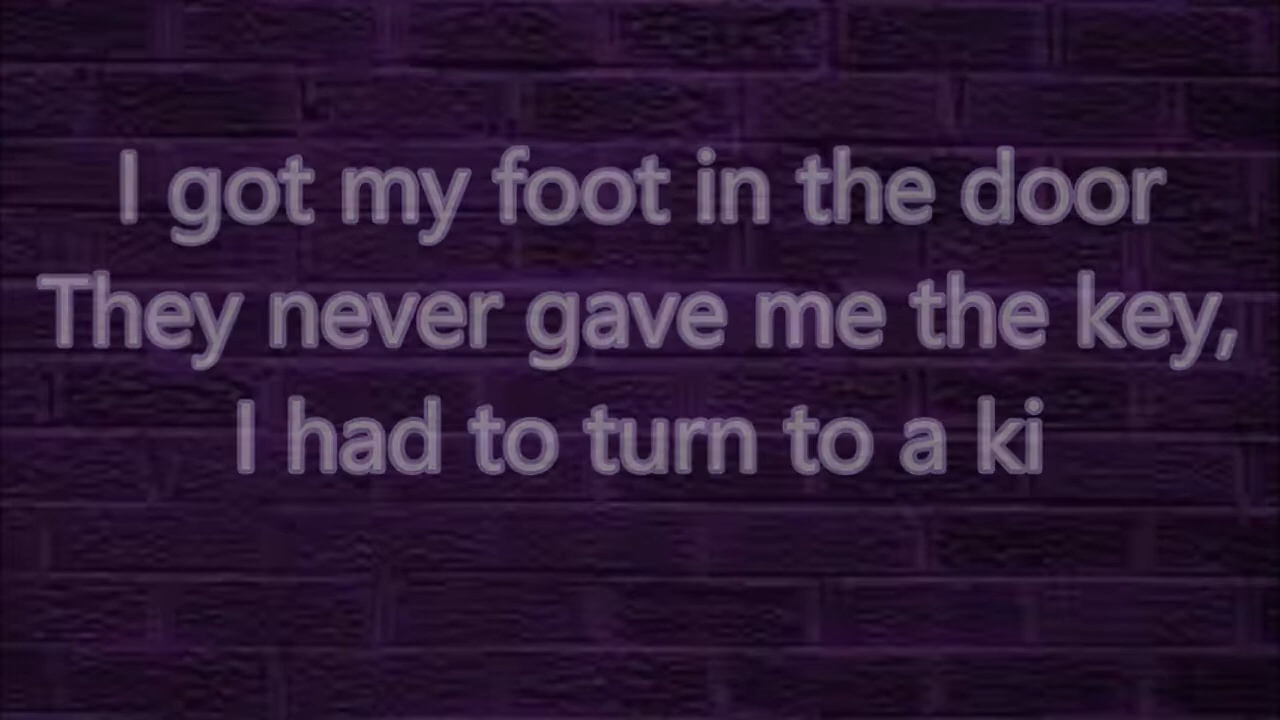 I got my foot in the door
They never gave me the key,
I had to turn to a ki